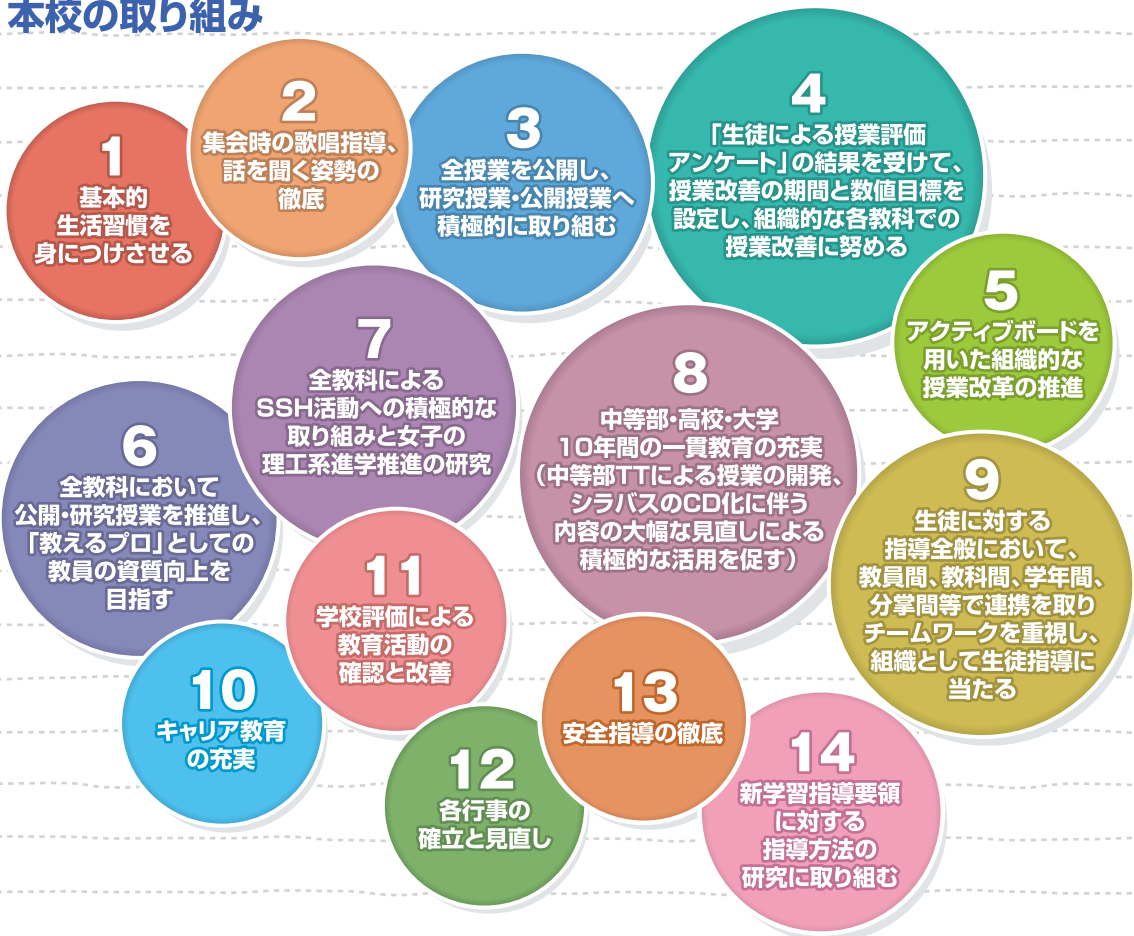 本校の取り組み
1
基本的
生活習慣を
身につけさせる
2
集会時の歌唱指導、
話を聞く姿勢の
徹底
3
全授業を公開し、
研究授業・公開授業へ
積極的に取り組む
4
「生徒による授業評価
アンケート」の結果を受けて、
授業改善の期間と数値目標を
設定し、組織的な各教科での
授業改善に努める
5
アクティブボードを
用いた組織的な
授業改革の推進
6
全教科において
公開・研究授業を推進し、
「教えるプロ」としての
教員の資質向上を
目指す
7
全教科による
SSH活動への積極的な
取り組みと女子の
理工系進学推進の研究
8
中等部・高校・大学
10年間の一貫教育の充実
（中等部TTによる授業の開発、
シラバスのCD化に伴う
内容の大幅な見直しによる
積極的な活用を促す）
9
生徒に対する
指導全般において、
教員間、教科間、学年間、
分掌間等で連携を取り
チームワークを重視し、
組織として生徒指導に
当たる
10
キャリア教育
の充実
11
学校評価による
教育活動の
確認と改善
12
各行事の
確立と見直し
13
安全指導の徹底
14
新学習指導要領
に対する
指導方法の
研究に取り組む